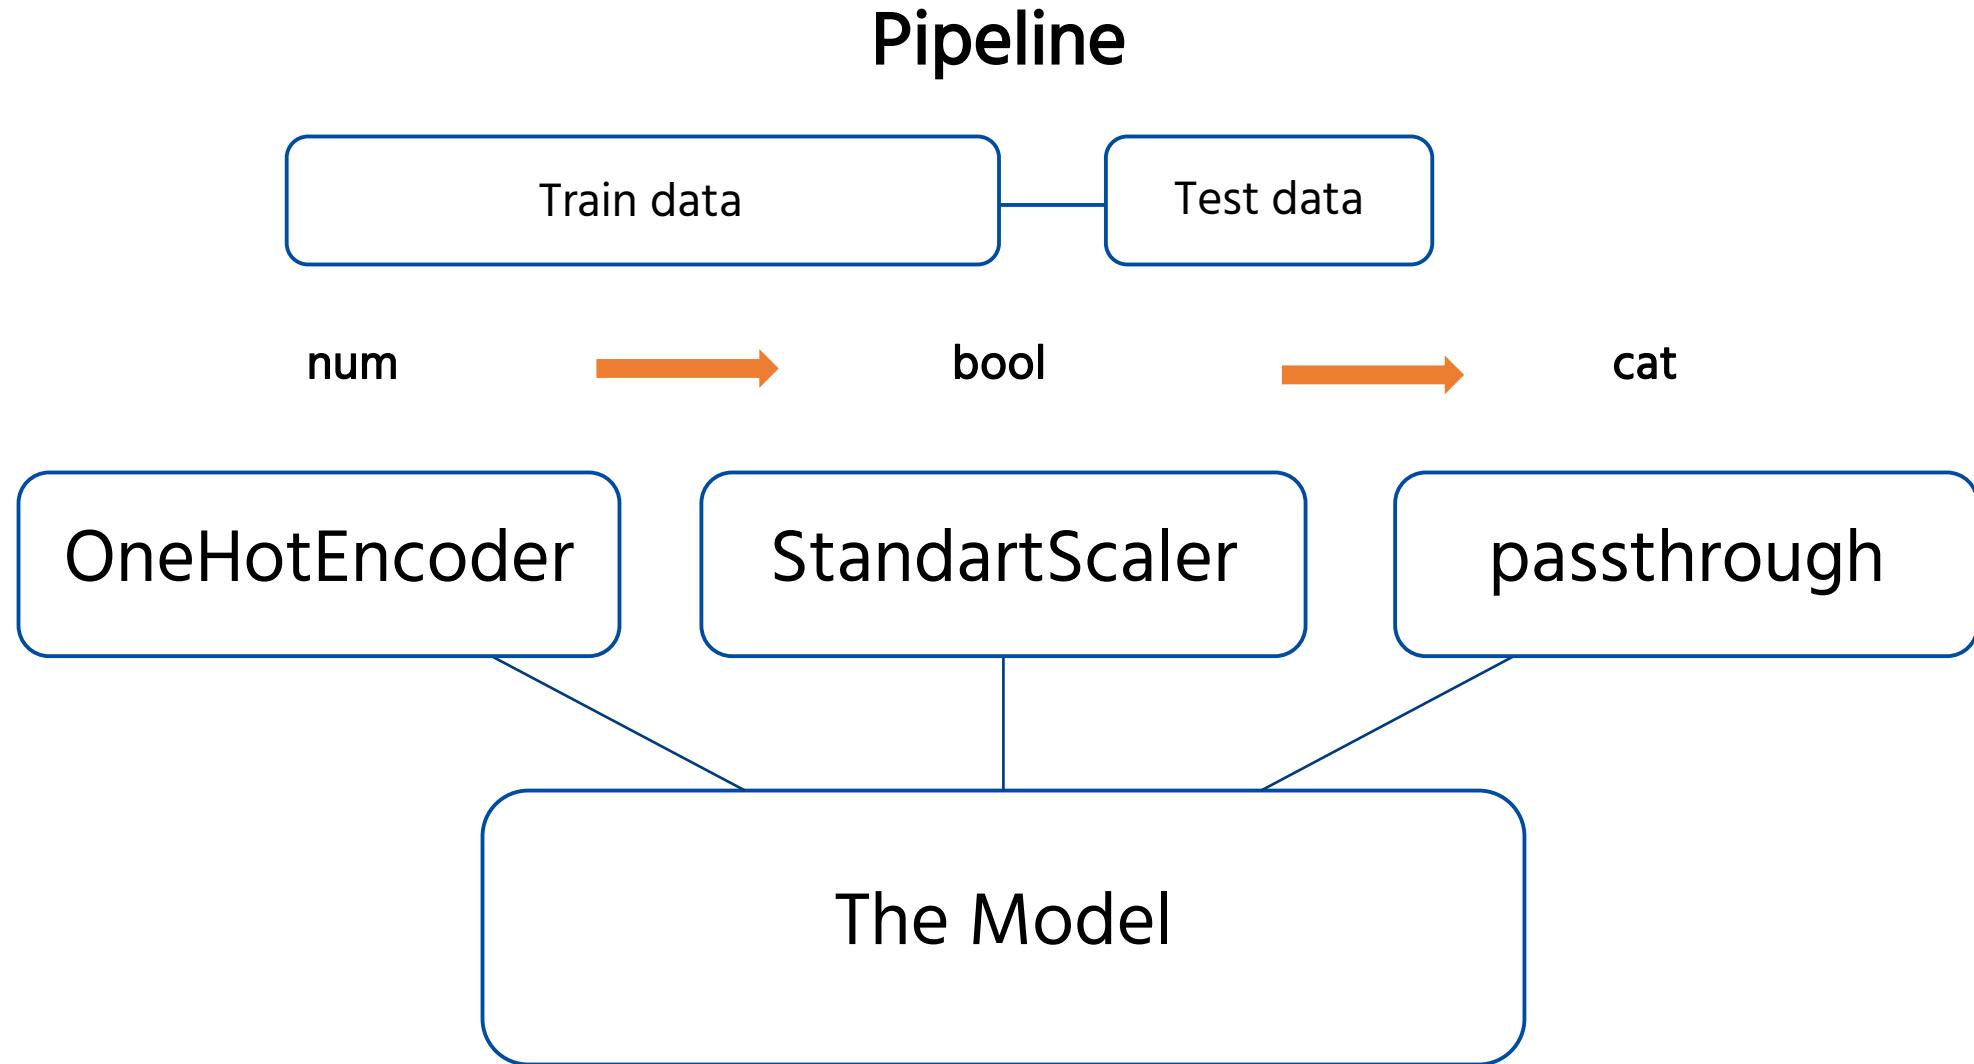 Pipeline
Train data
Test data
num
bool
cat
OneHotEncoder
StandartScaler
passthrough
The Model